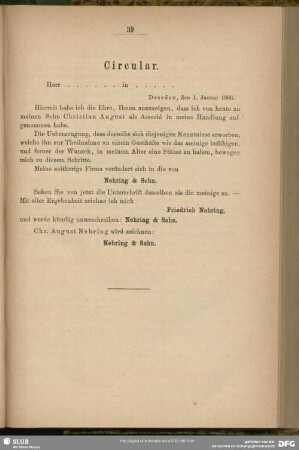 39
Circular.
Herr . . . . . . in . . . . .
Dresden, den 1. Januar 1866.
Hiermit habe ich die Ehre, Ihnen anzuzeigen, dass ich von heute an
meinen Sohn Christian August als Associé in meine Handlung auf-
genommen habe.
Die Ueberzeugung, dass derselbe sich diejenigen Kenntnisse erworben,
welche ihn zur Theilnahme an einem Geschäfte wie das meinige befähigen,
und ferner der Wunsch, in meinem Alter eine Stütze zu haben, bewogen
mich zu diesem Schritte.
Meine seitherige Firma verändert sich in die von
Nehring & Sohn.
Sehen Sie von jetzt die Unterschrift desselben als die meinige an. —
Mit aller Ergebenheit zeichne ich mich
Friedrich Nehring,
und werde künftig unterschreiben: Nehring & Sohn.
Chr. August Nehring wird zeichnen:
Nehring & Sohn.
SLUB
Wir führen Wissen.
DFG